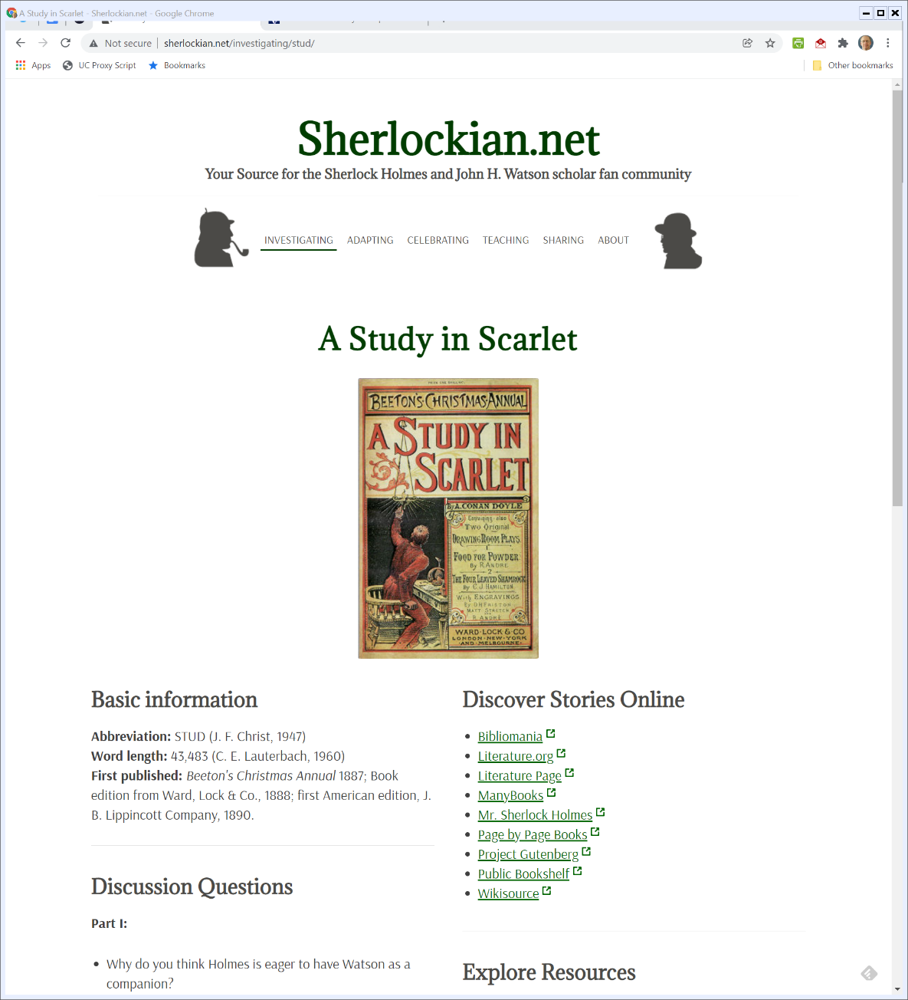 A Study in Scarlet - Sherlockian.net - Google Chrome
Not secure | sherlockian.net/investigating/stud/
Apps UC Proxy Script Bookmarks Other bookmarks
Sherlockian.net
Your Source for the Sherlock Holmes and John H. Watson scholar fan community
INVESTIGATING ADAPTING CELEBRATING TEACHING SHARING ABOUT
A Study in Scarlet
BEETON'S CHRISTMAS ANNUAL
A STUDY IN
SCARLET
By A. CONAN DOYLE
Containing also
Two Original
DRAWING ROOM PLAYS.
1
FOOD FOR POWDER
By R. ANDRE
2
THE FOUR LEAVED SHAMROCK
By C. J. HAMILTON
With ENGRAVINGS
By D. H. FRISTON
MATT STRETCH
R. ANDRÉ
WARD·LOCK & CO
LONDON·NEW·YORK
·AND·MELBOURNE·
Basic information
Abbreviation: STUD (J. F. Christ, 1947)
Word length: 43,483 (C. E. Lauterbach, 1960)
First published: Beeton's Christmas Annual 1887; Book
edition from Ward, Lock & Co., 1888; first American edition, J.
B. Lippincott Company, 1890.
Discussion Questions
Part I:
• Why do you think Holmes is eager to have Watson as a
companion?
Discover Stories Online
• Bibliomania
• Literature.org
• Literature Page
• ManyBooks
• Mr. Sherlock Holmes
• Page by Page Books
• Project Gutenberg
• Public Bookshelf
• Wikisource
Explore Resources